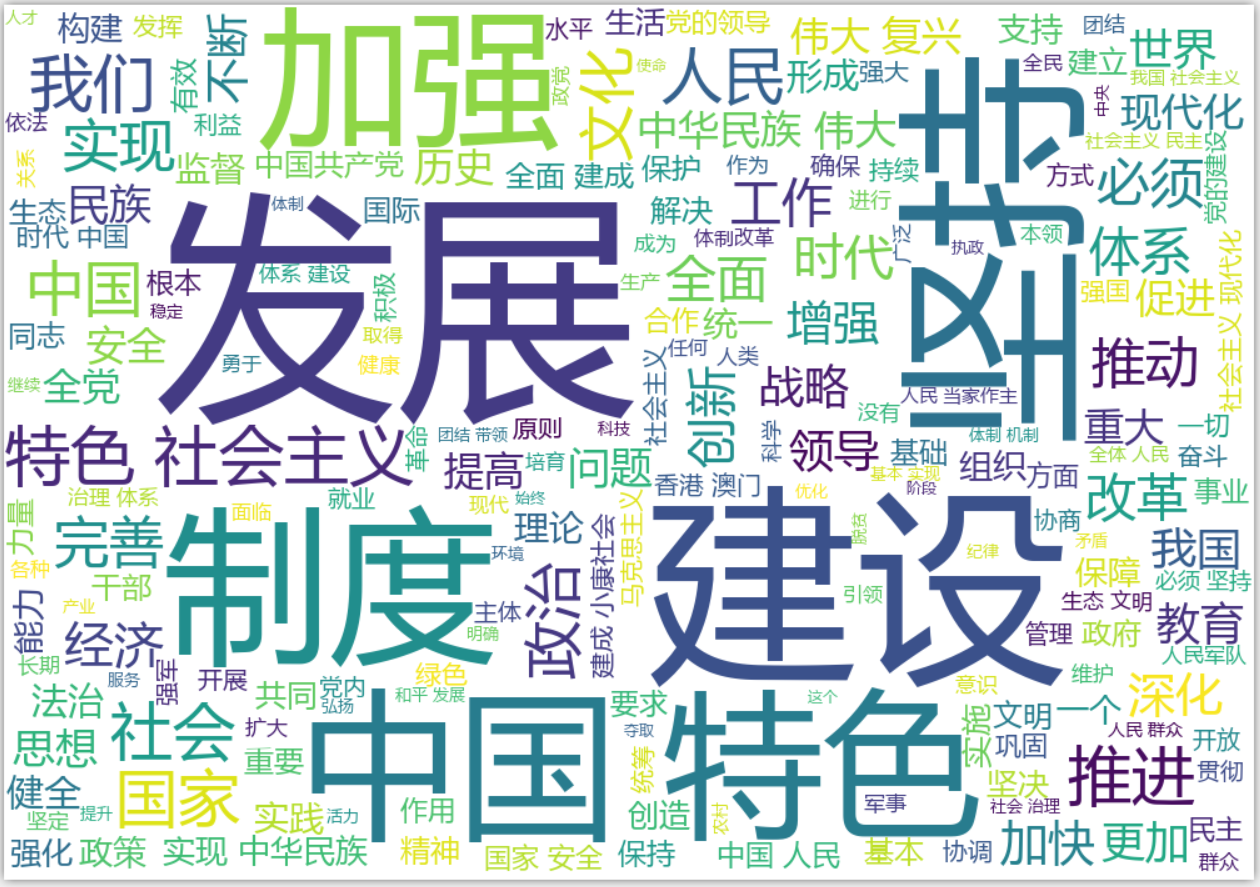 人才
构建
发挥
不断
加强
水平
生活
党的领导
伟大 复兴
支持
团结
世界
我们
有效
政党
文化
使命
人民
形成
强大
全民
建立
我国 社会主义
依法
实现
利益
中华民族 伟大
坚持
中央
现代化
社会主义 民主
关系
监督
中国共产党
历史
全面 建成
保护
作为
确保
持续
方式
必须
党的建设
生态
民族
体制
国际
解决
工作
进行
时代 中国
发展
成为
体制改革
时代
广泛
执政
本领
体系
中国
根本
体系 建设
积极
生产
全面
强国
促进
社会主义 现代化
稳定
同志
安全
取得
合作
统一
增强
勇于
健康
社会主义
任何
人类
推动
继续
全党
创新
战略
人民 当家作主
没有
重大
一切
特色 社会主义
革命
团结 带领
原则
科技
科学
领导
基础
体制 机制
全体 人民
奋斗
提高
培育
问题
组织
方面
治理 体系
就业
现代
始终
香港 澳门
优化
基本 实现
阶段
改革
事业
力量
面临
完善
制度
理论
环境
建成 小康社会
马克思主义
建设
脱贫
协商
纪律
矛盾
我国
各种
干部
政治
引领
保障
必须 坚持
能力
产业
主体
生态 文明
经济
明确
管理
政府
教育
长期
服务
强军
开展
绿色
人民军队
法治
共同
党内
弘扬
和平 发展
要求
这个
意识
维护
深化
社会
扩大
中国 特色
夺取
实施
文明
一个
人民 群众
开放
思想
重要
统筹
巩固
推进
贯彻
健全
国家
坚决
坚定
提升
实践
活力
作用
创造
农村
军事
社会 治理
强化
政策
实现 中华民族
精神
国家 安全
保持
中国 人民
基本
协调
加快
更加
民主
群众